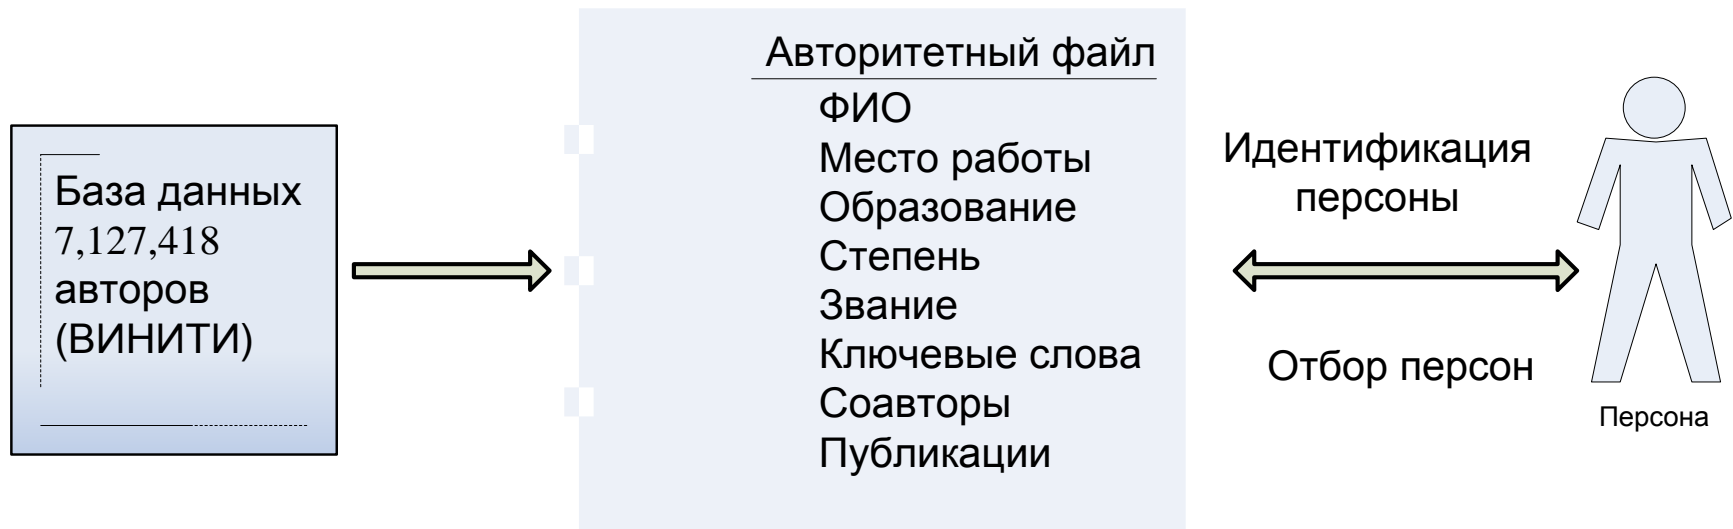 База данных
7,127,418
авторов
(ВИНИТИ)
Авторитетный файл
ФИО
Место работы
Образование
Степень
Звание
Ключевые слова
Соавторы
Публикации
Идентификация
персоны
Отбор персон
Персона